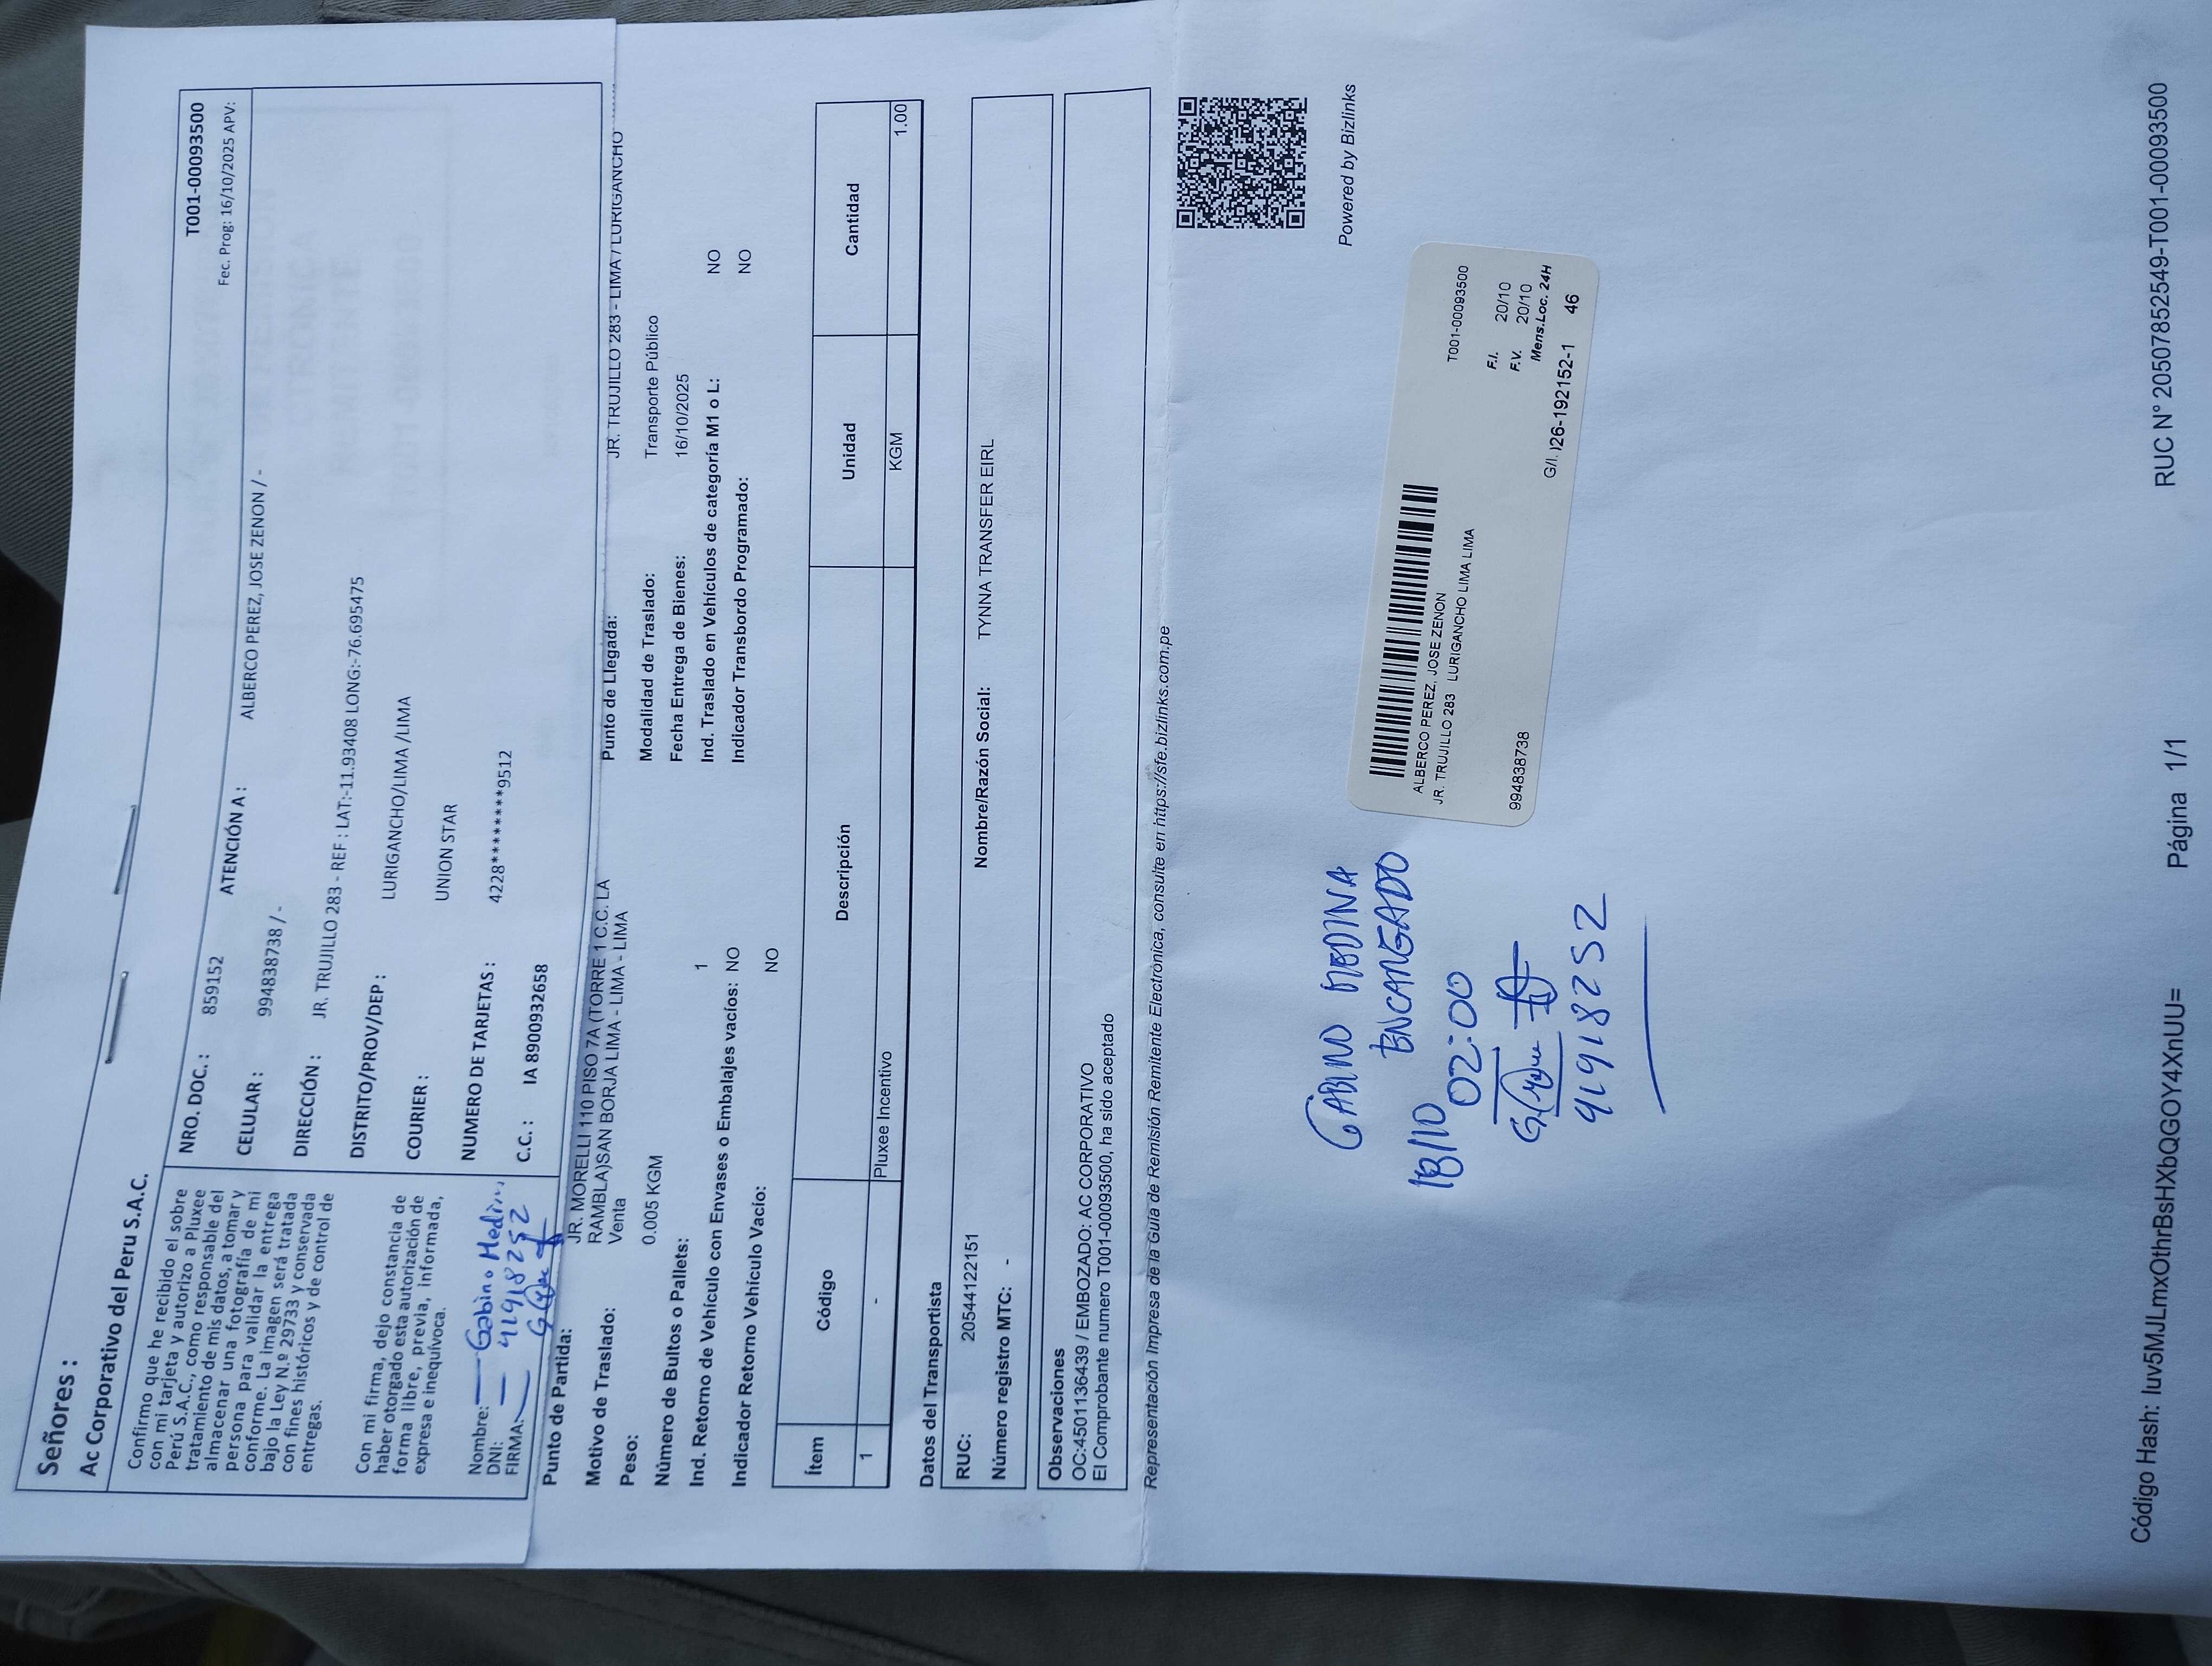 Señores :
Ac Corporativo del Peru S.A.C.
T001-00093500
Fec. Prog: 16/10/2025 APV:
Confirmo que he recibido el sobre
con mi tarjeta y autorizo a Pluxee
Perú S.A.C., como responsable del
tratamiento de mis datos, a tomar y
almacenar una fotografía de mi
persona para validar la entrega
conforme. La imagen será tratada
bajo la Ley N.º 29733 y conservada
con fines históricos y de control de
entregas.
Con mi firma, dejo constancia de
haber otorgado esta autorización de
forma libre, previa, informada,
expresa e inequívoca.
Nombre: Gabino Medina
DNI: 41918252
FIRMA:
NRO. DOC. : 859152
ATENCIÓN A : ALBERCO PEREZ, JOSE ZENON / -
CELULAR : 994838738 / -
DIRECCIÓN : JR. TRUJILLO 283 - REF : LAT:-11.93408 LONG:-76.695475
DISTRITO/PROV/DEP : LURIGANCHO/LIMA /LIMA
COURIER : UNION STAR
NUMERO DE TARJETAS : 4228*********9512
C.C. : IA 8900932658
Punto de Partida: JR. MORELLI 110 PISO 7A (TORRE 1 C.C. LA
RAMBLA)SAN BORJA LIMA - LIMA - LIMA
Punto de Llegada: JR. TRUJILLO 283 - LIMA / LURIGANCHO
Motivo de Traslado: Venta
Modalidad de Traslado: Transporte Público
Peso: 0.005 KGM
Fecha Entrega de Bienes: 16/10/2025
Número de Bultos o Pallets: 1
Ind. Traslado en Vehículos de categoría M1 o L: NO
Ind. Retorno de Vehículo con Envases o Embalajes vacíos: NO
Indicador Transbordo Programado: NO
Indicador Retorno Vehículo Vacío: NO
Ítem Código Descripción Unidad Cantidad
1 - Pluxee Incentivo KGM 1.00
Datos del Transportista
RUC: 20544122151 Nombre/Razón Social: TYNNA TRANSFER EIRL
Número registro MTC: -
Observaciones
OC:4501136439 / EMBOZADO: AC CORPORATIVO
El Comprobante numero T001-00093500, ha sido aceptado
Representación Impresa de la Guía de Remisión Remitente Electrónica, consulte en https://sfe.bizlinks.com.pe
Powered by Bizlinks
GABINO MEDINA
ENCARGADO
18/10 02:00
41918252
ALBERCO PEREZ, JOSE ZENON
JR. TRUJILLO 283 LURIGANCHO LIMA LIMA
T001-00093500
F.I. 20/10
F.V. 20/10
Mens.Loc. 24H
994838738 G/I. I26-192152-1 46
Código Hash: Iuv5MJLmxOthrBsHXbQGOY4XnUU= Página 1/1 RUC N° 20507852549-T001-00093500